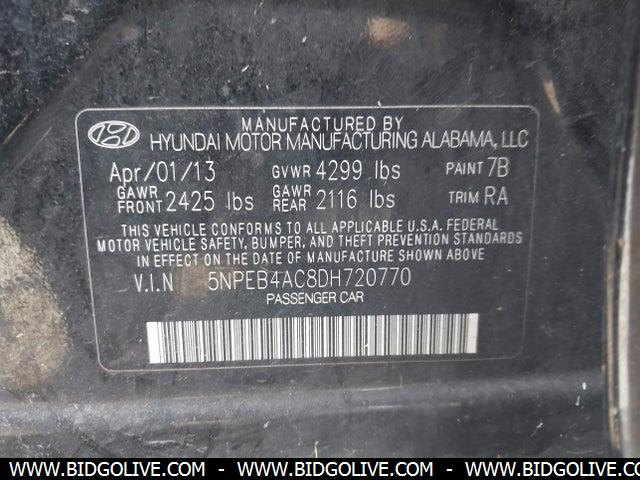 MANUFACTURED BY
HYUNDAI MOTOR MANUFACTURING ALABAMA, LLC
Apr/01/13 GVWR 4299 lbs PAINT 7B
GAWR FRONT 2425 lbs GAWR REAR 2116 lbs TRIM RA
THIS VEHICLE CONFORMS TO ALL APPLICABLE U.S.A. FEDERAL
MOTOR VEHICLE SAFETY, BUMPER, AND THEFT PREVENTION STANDARDS
IN EFFECT ON THE DATE OF MANUFACTURE SHOWN ABOVE
V.I.N 5NPEB4AC8DH720770
PASSENGER CAR
WWW.BIDGOLIVE.COM - WWW.BIDGOLIVE.COM - WWW.BIDGOLIVE.COM